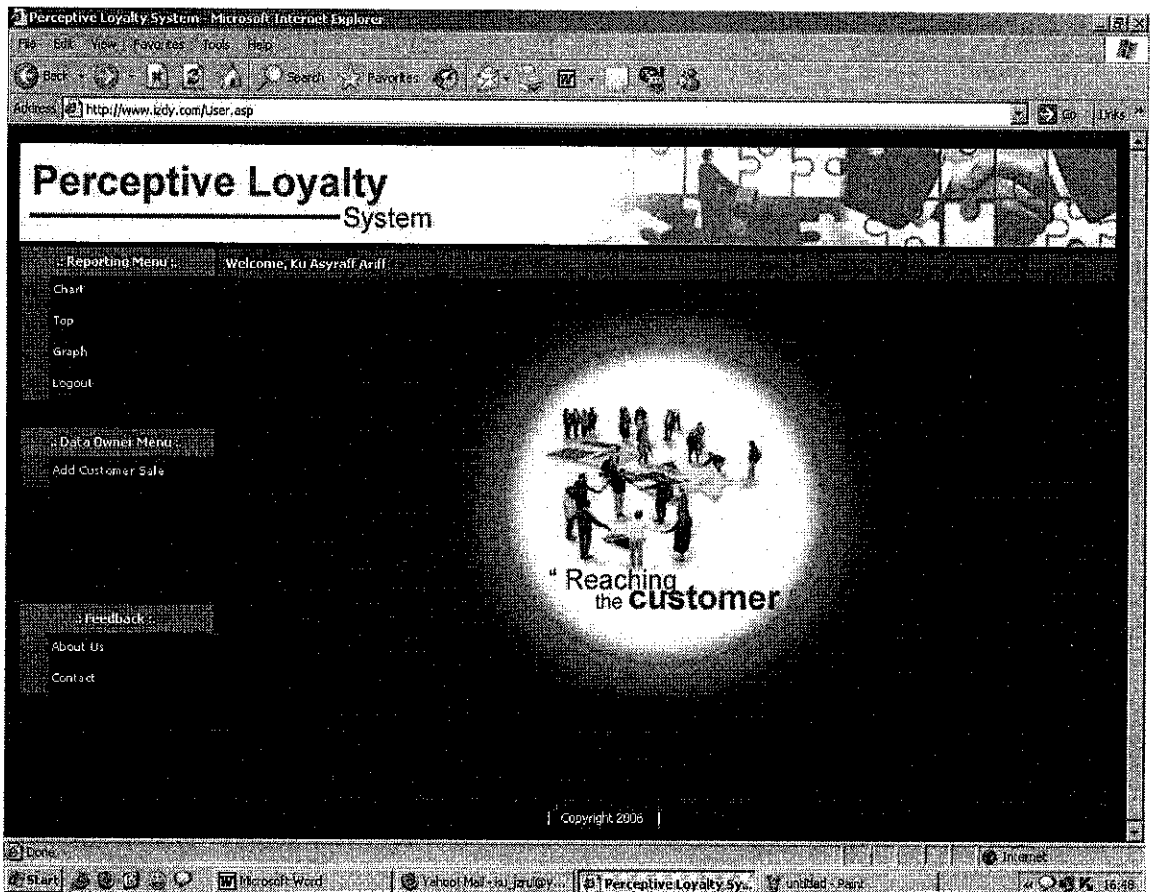 Perceptive Loyalty System - Microsoft Internet Explorer
File Edit View Favorites Tools Help
Back Search Favorites
Address http://www.izdy.com/User.asp Go Links
Perceptive Loyalty
System
.: Reporting Menu :. Welcome, Ku Asyraff Ariff
Chart
Top
Graph
Logout
.: Data Owner Menu :.
Add Customer Sale
“ Reaching
the customer
.: Feedback :.
About Us
Contact
| Copyright 2006 |
Done Internet
Start Microsoft Word Perceptive Loyalty Sy... untitled - Paint